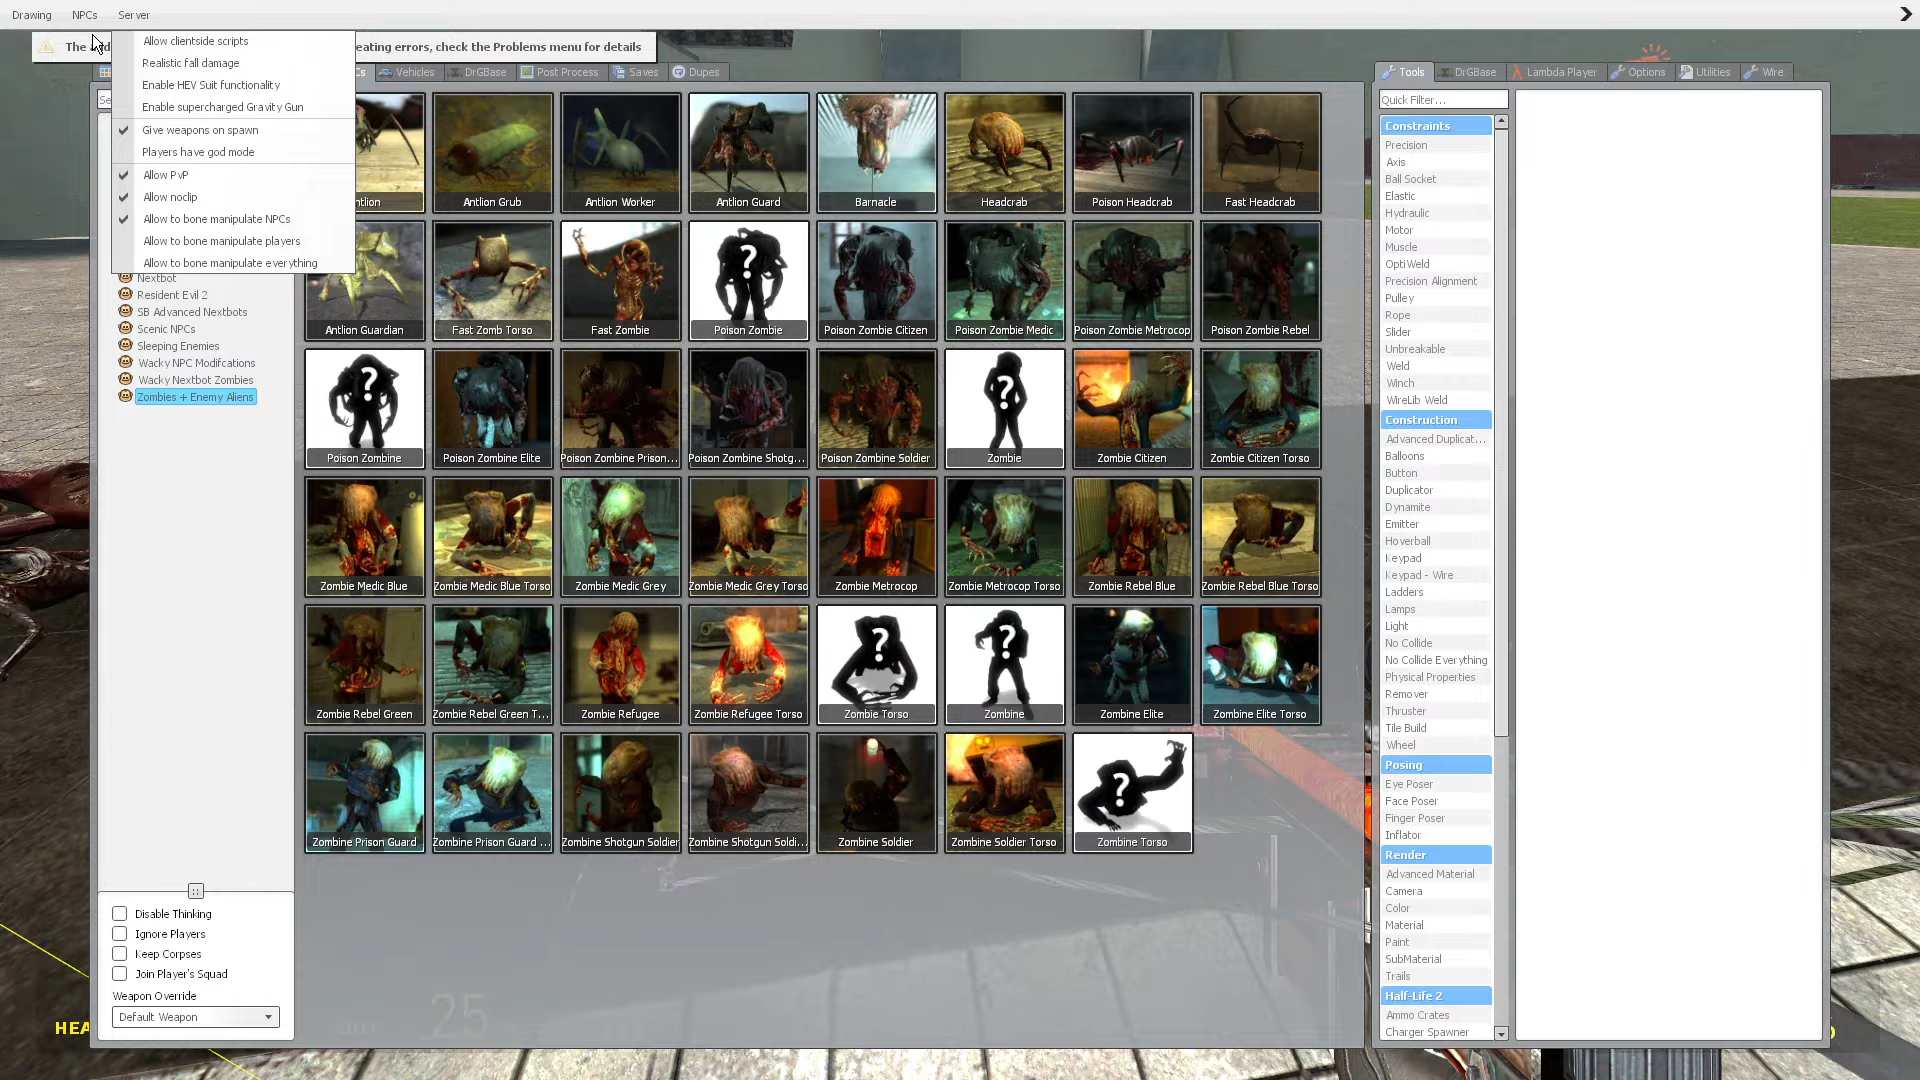 Drawing NPCs Server
The
eating errors, check the Problems menu for details
Allow clientside scripts
Realistic fall damage
Enable HEV Suit functionality
Enable supercharged Gravity Gun
Give weapons on spawn
Players have god mode
Allow PvP
Allow noclip
Allow to bone manipulate NPCs
Allow to bone manipulate players
Allow to bone manipulate everything
Vehicles DrGBase Post Process Saves Dupes
Nextbot
Resident Evil 2
SB Advanced Nextbots
Scenic NPCs
Sleeping Enemies
Wacky NPC Modifcations
Wacky Nextbot Zombies
Zombies + Enemy Aliens
Disable Thinking
Ignore Players
Keep Corpses
Join Player's Squad
Weapon Override
Default Weapon
ntlion Antlion Grub Antlion Worker Antlion Guard Barnacle Headcrab Poison Headcrab Fast Headcrab
Antlion Guardian Fast Zomb Torso Fast Zombie Poison Zombie Poison Zombie Citizen Poison Zombie Medic Poison Zombie Metrocop Poison Zombie Rebel
Poison Zombine Poison Zombine Elite Poison Zombine Prison... Poison Zombine Shotg... Poison Zombine Soldier Zombie Zombie Citizen Zombie Citizen Torso
Zombie Medic Blue Zombie Medic Blue Torso Zombie Medic Grey Zombie Medic Grey Torso Zombie Metrocop Zombie Metrocop Torso Zombie Rebel Blue Zombie Rebel Blue Torso
Zombie Rebel Green Zombie Rebel Green T... Zombie Refugee Zombie Refugee Torso Zombie Torso Zombine Zombine Elite Zombine Elite Torso
Zombine Prison Guard Zombine Prison Guard ... Zombine Shotgun Soldier Zombine Shotgun Soldi... Zombine Soldier Zombine Soldier Torso Zombine Torso
25
HEA
Tools DrGBase Lambda Player Options Utilities Wire
Quick Filter...
Constraints
Precision
Axis
Ball Socket
Elastic
Hydraulic
Motor
Muscle
OptiWeld
Precision Alignment
Pulley
Rope
Slider
Unbreakable
Weld
Winch
WireLib Weld
Construction
Advanced Duplicat...
Balloons
Button
Duplicator
Dynamite
Emitter
Hoverball
Keypad
Keypad - Wire
Ladders
Lamps
Light
No Collide
No Collide Everything
Physical Properties
Remover
Thruster
Tile Build
Wheel
Posing
Eye Poser
Face Poser
Finger Poser
Inflator
Render
Advanced Material
Camera
Color
Material
Paint
SubMaterial
Trails
Half-Life 2
Ammo Crates
Charger Spawner